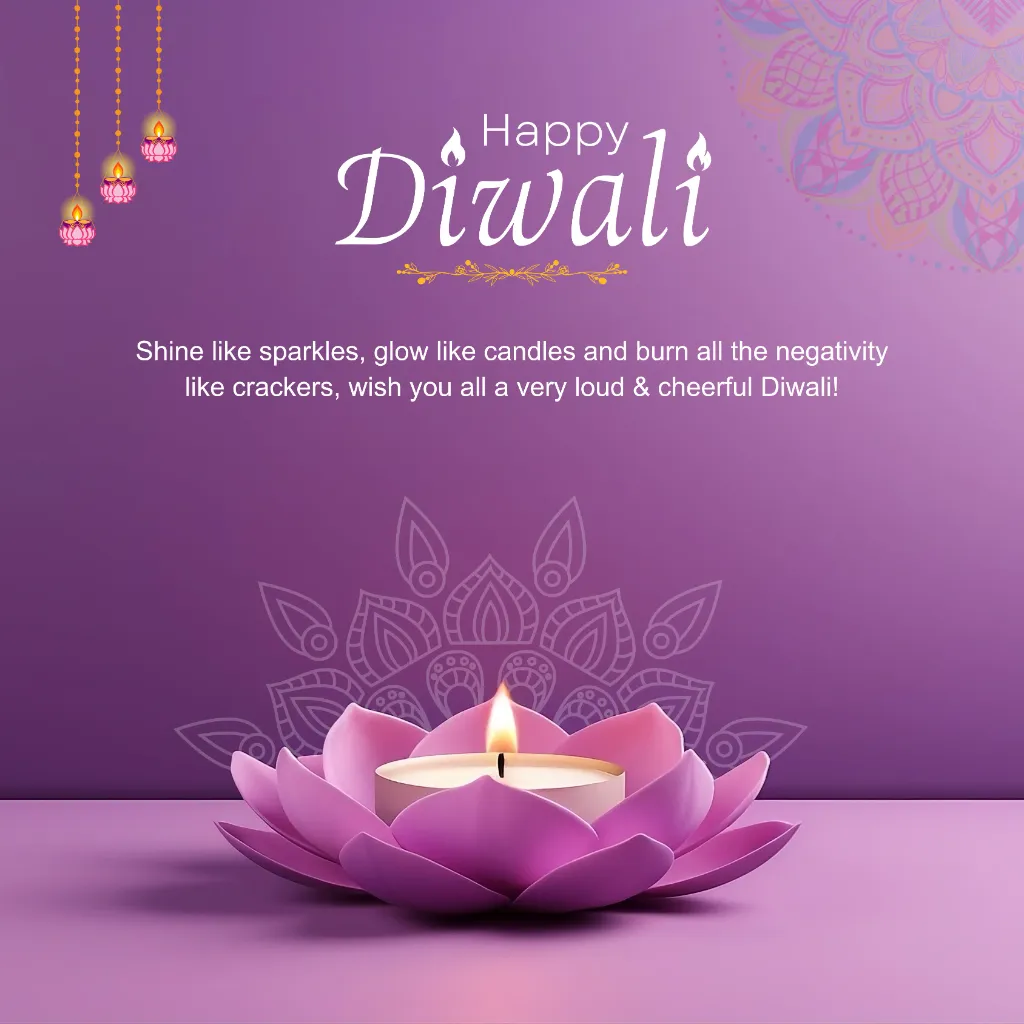 Happy
Diwali
Shine like sparkles, glow like candles and burn all the negativity
like crackers, wish you all a very loud & cheerful Diwali!